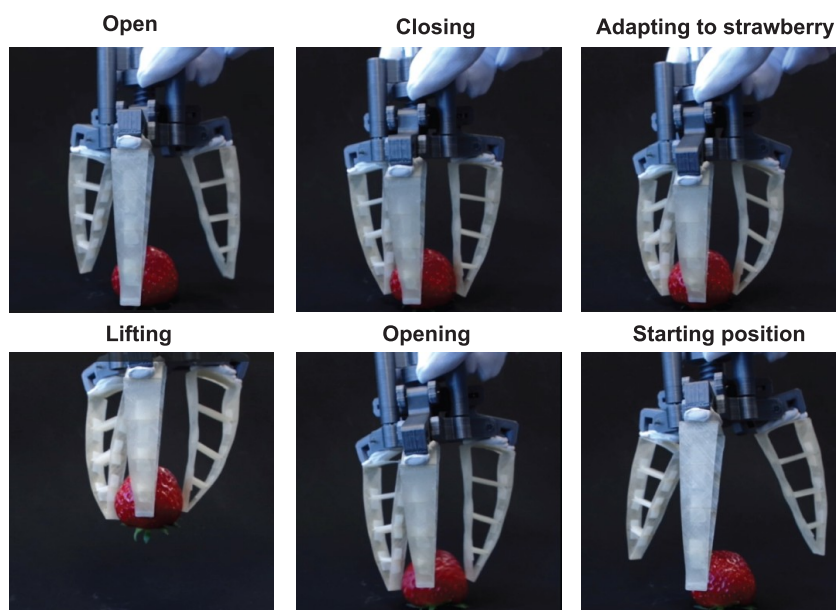 Open
Closing
Adapting to strawberry
Lifting
Opening
Starting position